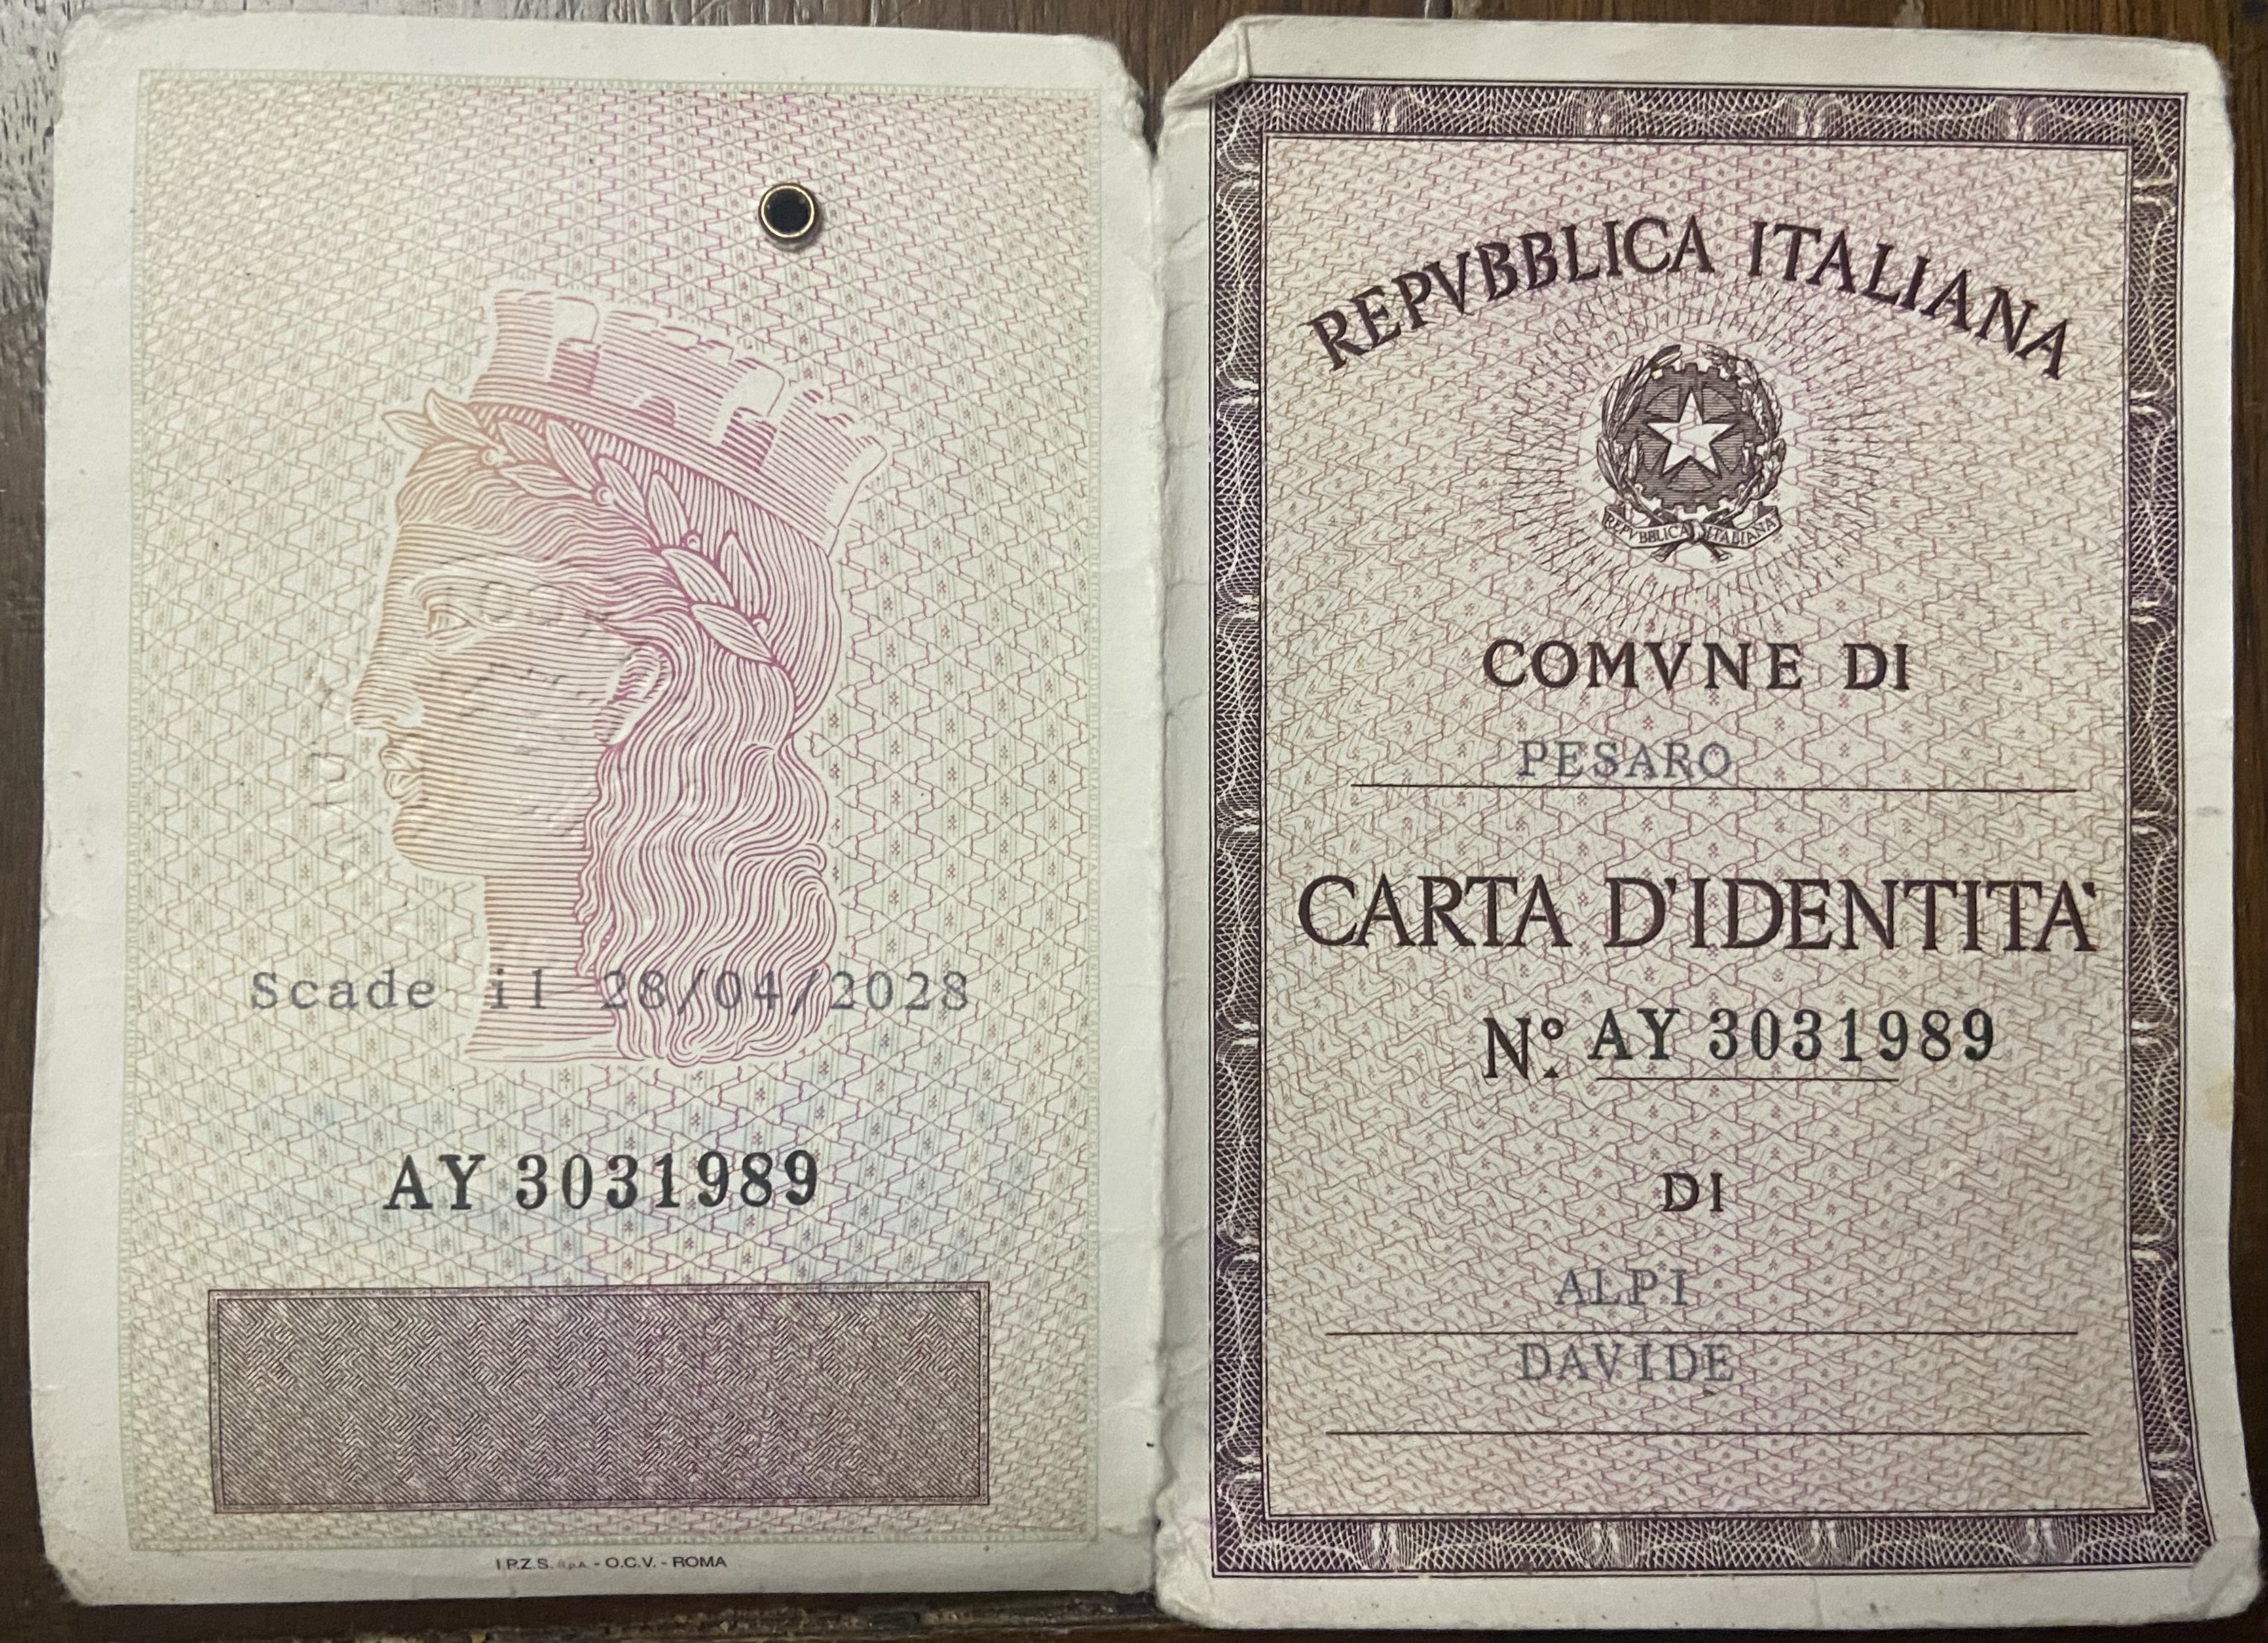 Scade il 28/04/2028
AY 3031989
I.P.Z.S. S.p.A. - O.C.V. - ROMA
REPVBBLICA ITALIANA
REPVBBLICA ITALIANA
COMVNE DI
PESARO
CARTA D'IDENTITA'
N° AY 3031989
DI
ALPI
DAVIDE